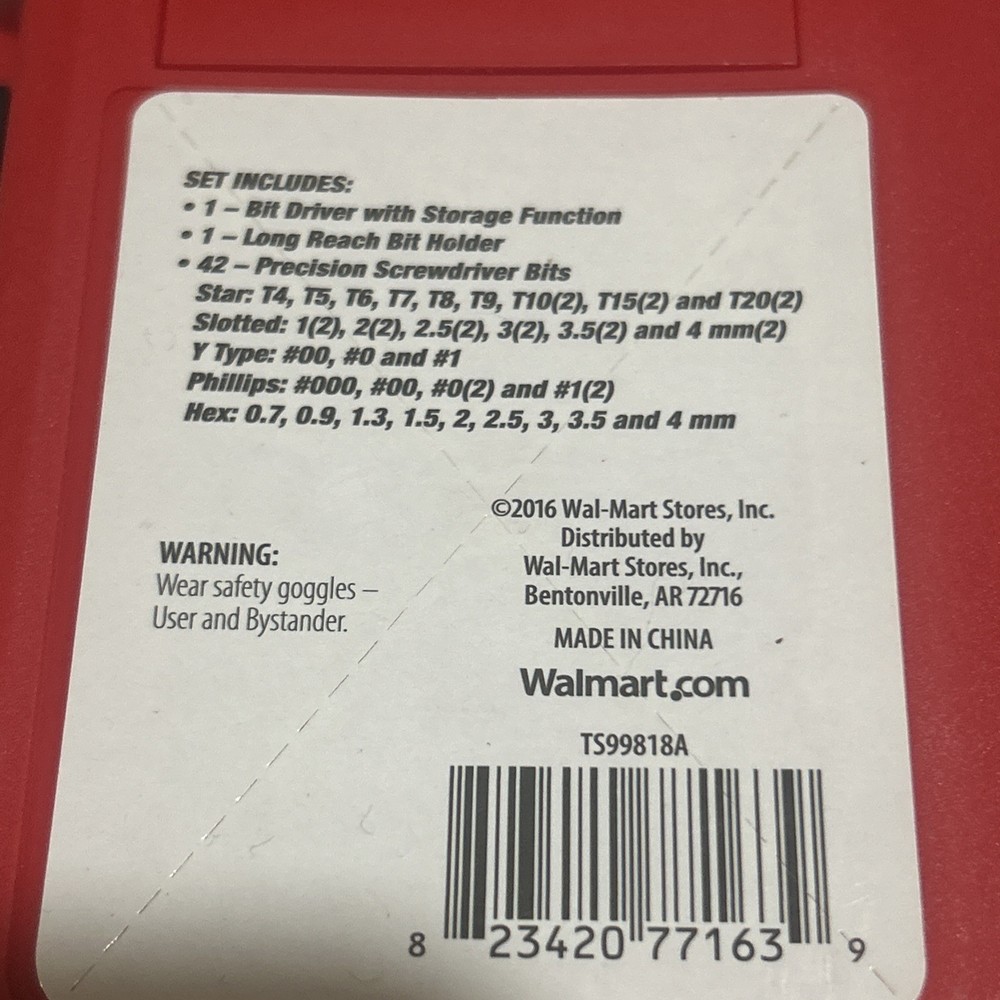 SET INCLUDES:
• 1 – Bit Driver with Storage Function
• 1 – Long Reach Bit Holder
• 42 – Precision Screwdriver Bits
Star: T4, T5, T6, T7, T8, T9, T10(2), T15(2) and T20(2)
Slotted: 1(2), 2(2), 2.5(2), 3(2), 3.5(2) and 4 mm(2)
Y Type: #00, #0 and #1
Phillips: #000, #00, #0(2) and #1(2)
Hex: 0.7, 0.9, 1.3, 1.5, 2, 2.5, 3, 3.5 and 4 mm
WARNING:
Wear safety goggles –
User and Bystander.
©2016 Wal-Mart Stores, Inc.
Distributed by
Wal-Mart Stores, Inc.,
Bentonville, AR 72716
MADE IN CHINA
Walmart.com
TS99818A
8 23420 77163 9